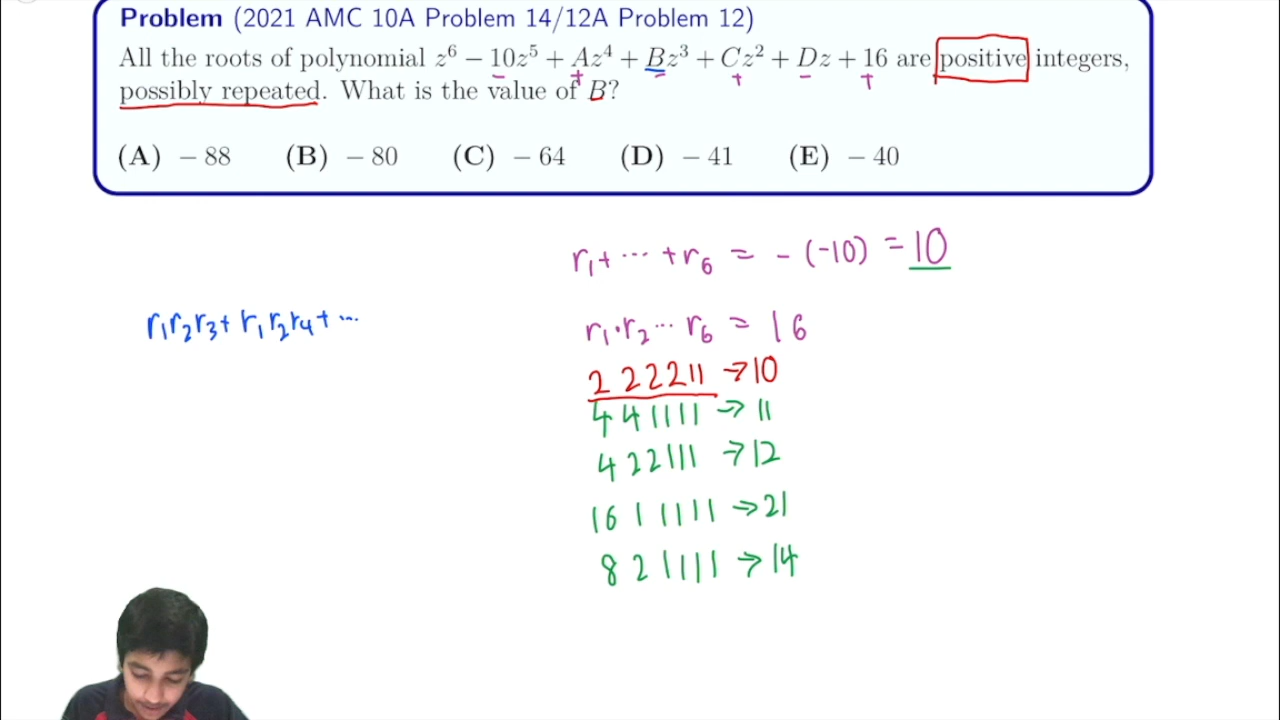 Problem (2021 AMC 10A Problem 14/12A Problem 12)
All the roots of polynomial z⁶ − 10z⁵ + Az⁴ + Bz³ + Cz² + Dz + 16 are positive integers,
possibly repeated. What is the value of B?
(A) − 88 (B) − 80 (C) − 64 (D) − 41 (E) − 40
r₁+ ... +r₆ = - (-10) = 10
r₁r₂r₃+ r₁r₂r₄+ ...
r₁·r₂... r₆ = 16
2 2 2 2 1 1 → 10
4 4 1 1 1 1 → 11
4 2 2 1 1 1 → 12
16 1 1 1 1 1 → 21
8 2 1 1 1 1 → 14